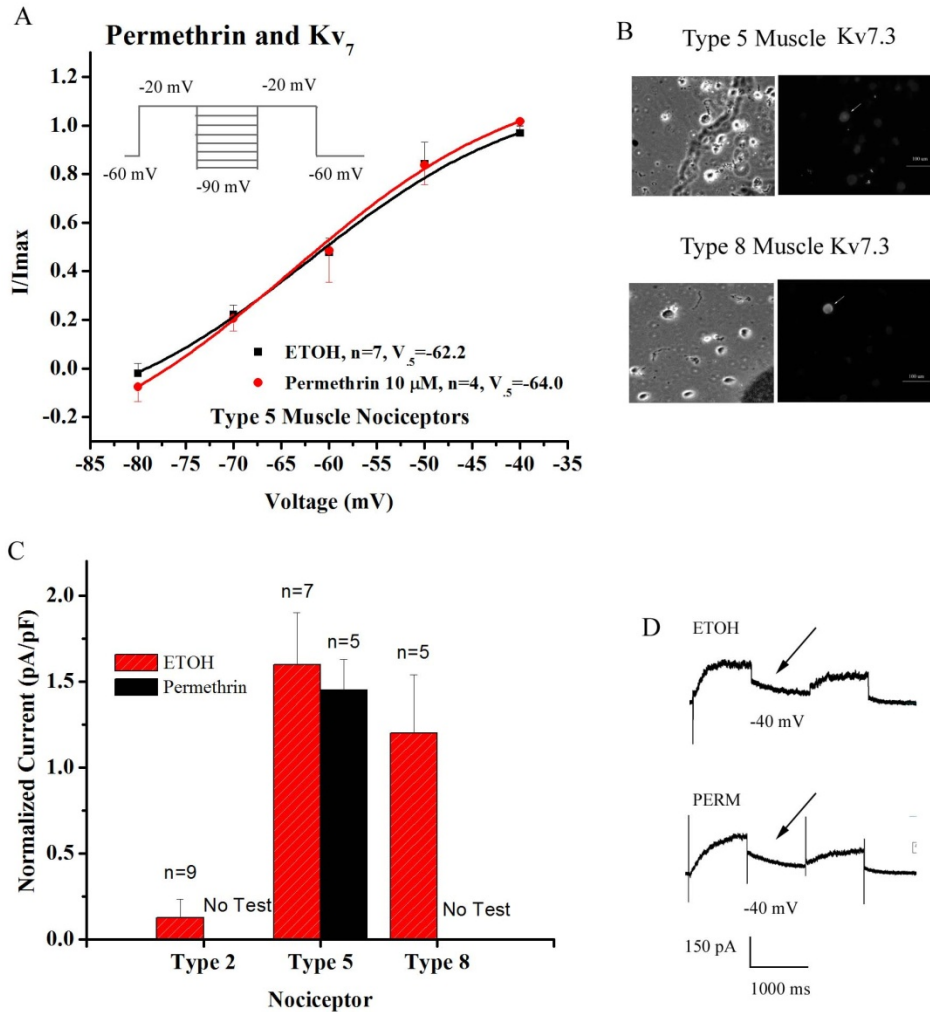 A
Permethrin and Kv7
-20 mV -20 mV
-60 mV -90 mV -60 mV
1.2
1.0
0.8
0.6
0.4
0.2
0.0
-0.2
I/Imax
ETOH, n=7, V.5=-62.2
Permethrin 10 μM, n=4, V.5=-64.0
Type 5 Muscle Nociceptors
-85 -80 -75 -70 -65 -60 -55 -50 -45 -40 -35
Voltage (mV)
B
Type 5 Muscle Kv7.3
100 um
Type 8 Muscle Kv7.3
100 um
C
2.0
1.5
1.0
0.5
0.0
Normalized Current (pA/pF)
ETOH
Permethrin
n=9
No Test
n=7
n=5
n=5
No Test
Type 2 Type 5 Type 8
Nociceptor
D
ETOH
-40 mV
PERM
-40 mV
150 pA
1000 ms